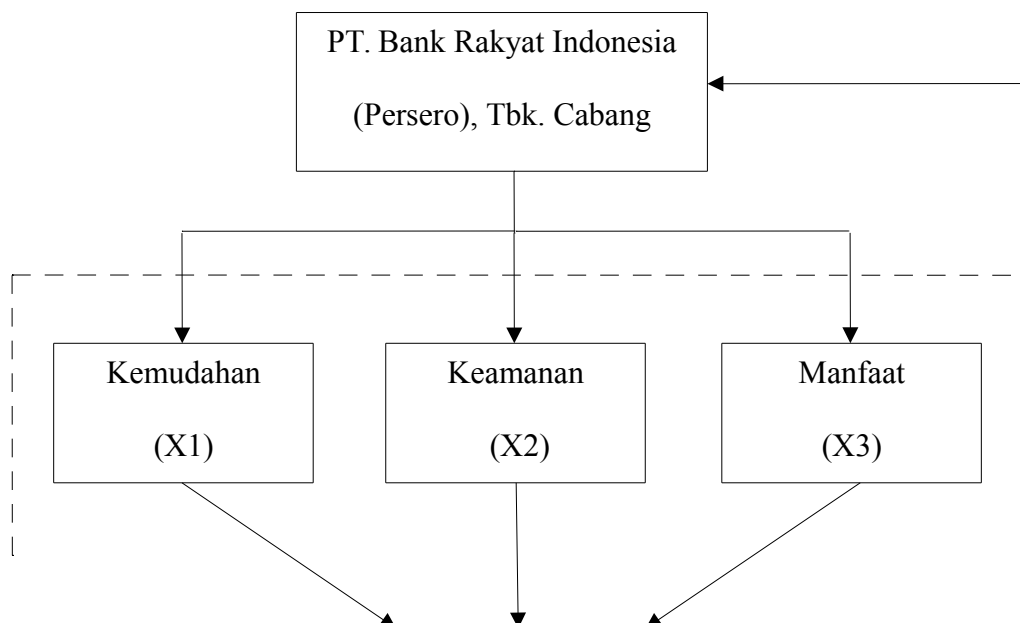 PT. Bank Rakyat Indonesia
(Persero), Tbk. Cabang
Kemudahan
(X1)
Keamanan
(X2)
Manfaat
(X3)